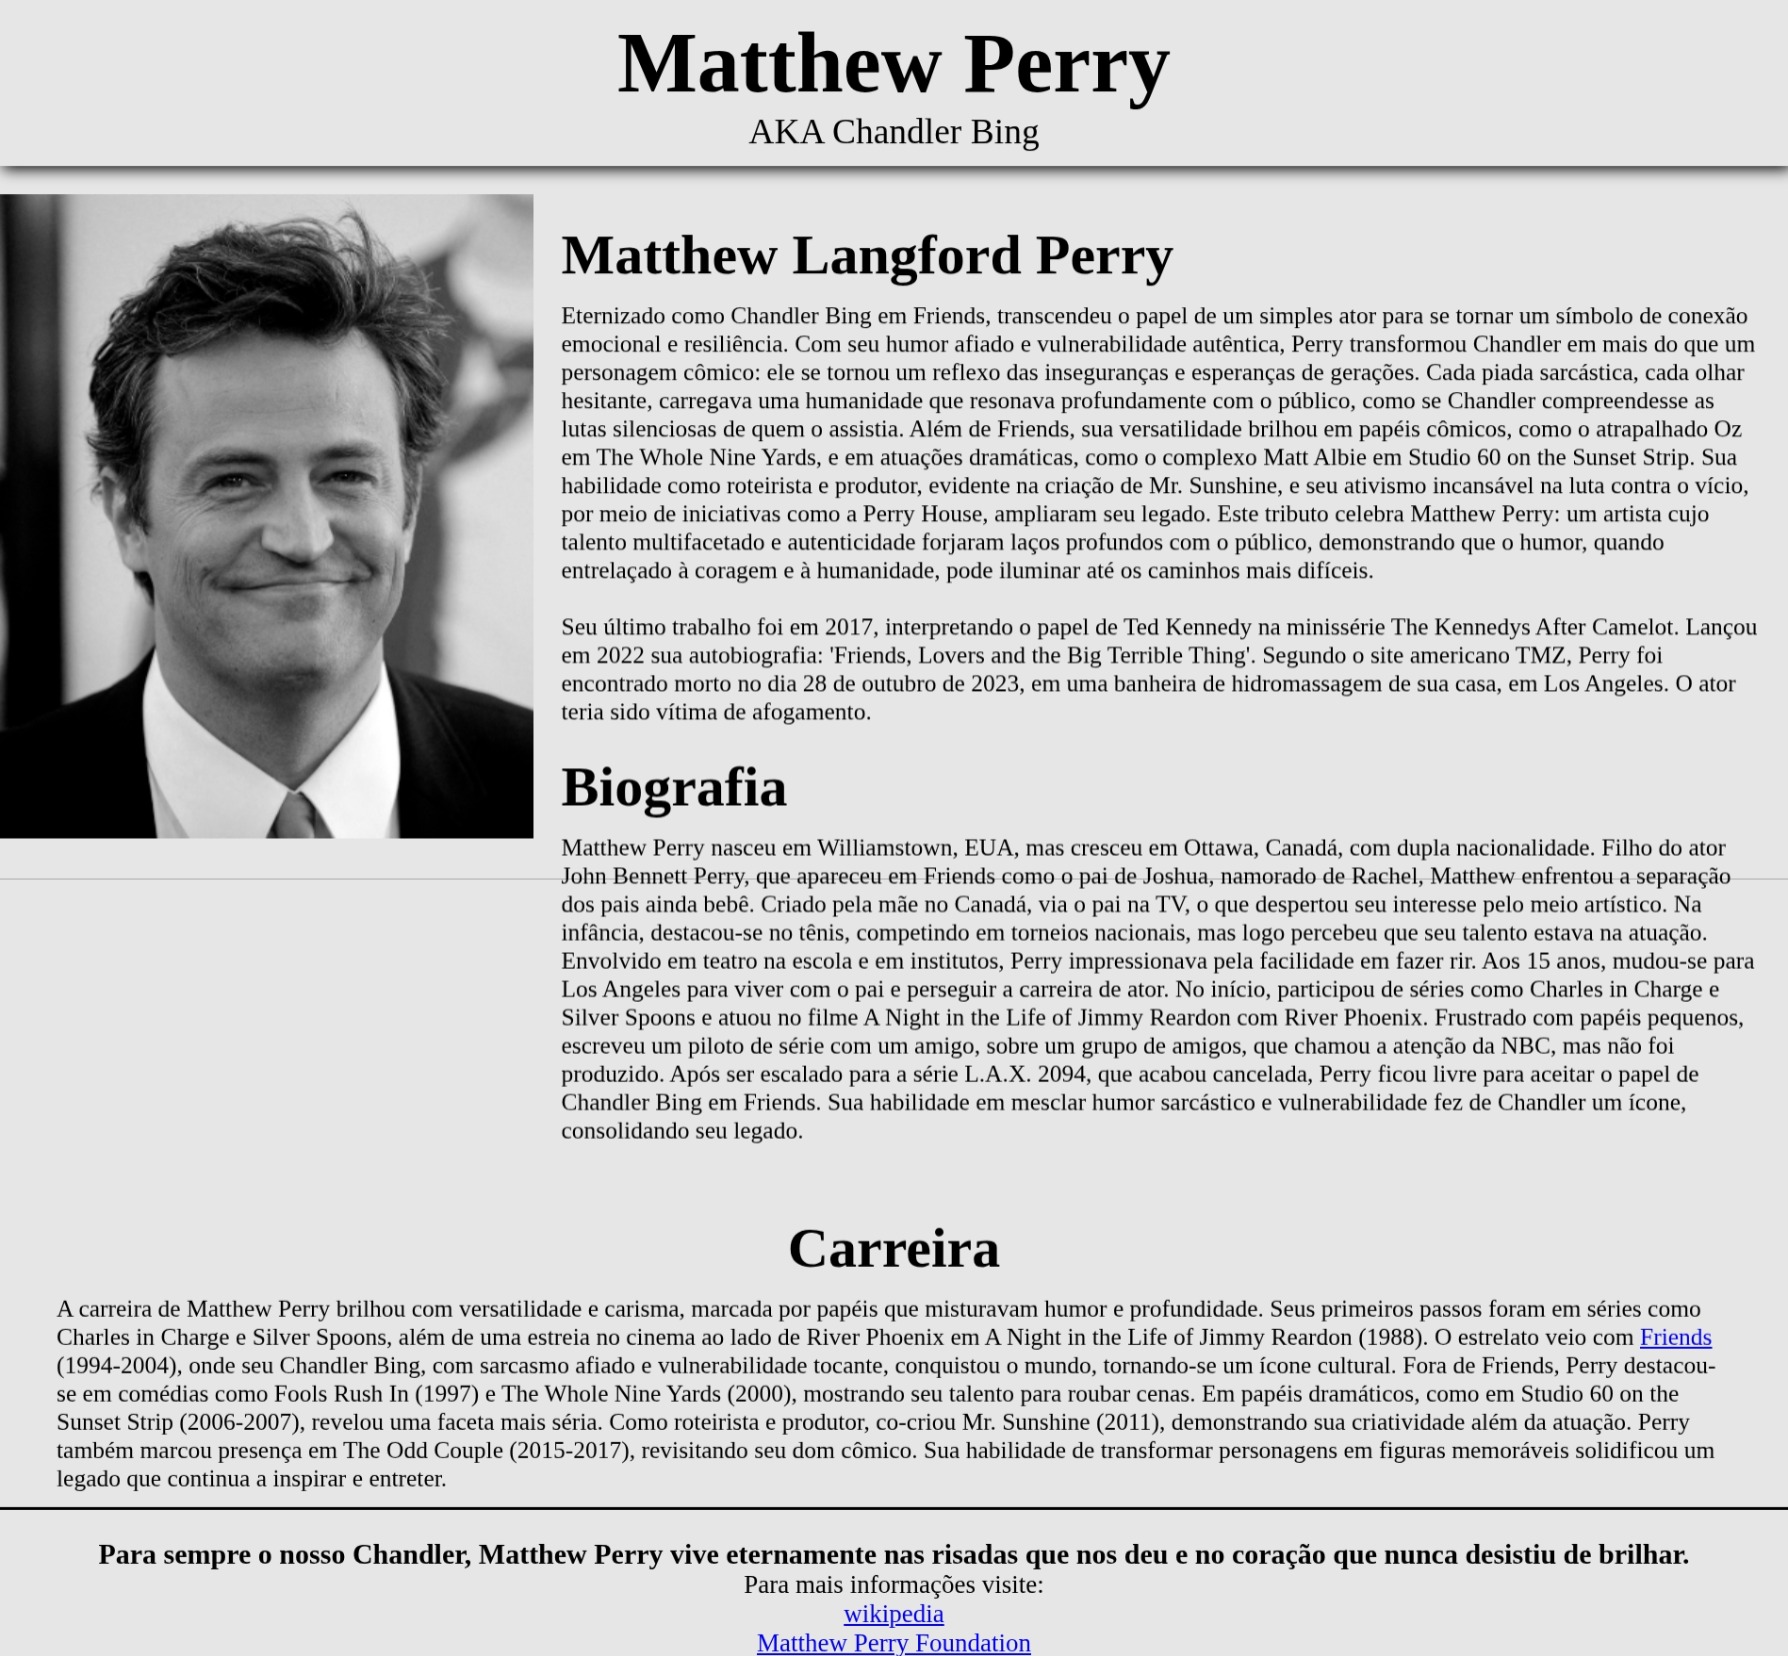 Matthew Perry
AKA Chandler Bing
Matthew Langford Perry
Eternizado como Chandler Bing em Friends, transcendeu o papel de um simples ator para se tornar um símbolo de conexão
emocional e resiliência. Com seu humor afiado e vulnerabilidade autêntica, Perry transformou Chandler em mais do que um
personagem cômico: ele se tornou um reflexo das inseguranças e esperanças de gerações. Cada piada sarcástica, cada olhar
hesitante, carregava uma humanidade que resonava profundamente com o público, como se Chandler compreendesse as
lutas silenciosas de quem o assistia. Além de Friends, sua versatilidade brilhou em papéis cômicos, como o atrapalhado Oz
em The Whole Nine Yards, e em atuações dramáticas, como o complexo Matt Albie em Studio 60 on the Sunset Strip. Sua
habilidade como roteirista e produtor, evidente na criação de Mr. Sunshine, e seu ativismo incansável na luta contra o vício,
por meio de iniciativas como a Perry House, ampliaram seu legado. Este tributo celebra Matthew Perry: um artista cujo
talento multifacetado e autenticidade forjaram laços profundos com o público, demonstrando que o humor, quando
entrelaçado à coragem e à humanidade, pode iluminar até os caminhos mais difíceis.
Seu último trabalho foi em 2017, interpretando o papel de Ted Kennedy na minissérie The Kennedys After Camelot. Lançou
em 2022 sua autobiografia: 'Friends, Lovers and the Big Terrible Thing'. Segundo o site americano TMZ, Perry foi
encontrado morto no dia 28 de outubro de 2023, em uma banheira de hidromassagem de sua casa, em Los Angeles. O ator
teria sido vítima de afogamento.
Biografia
Matthew Perry nasceu em Williamstown, EUA, mas cresceu em Ottawa, Canadá, com dupla nacionalidade. Filho do ator
John Bennett Perry, que apareceu em Friends como o pai de Joshua, namorado de Rachel, Matthew enfrentou a separação
dos pais ainda bebê. Criado pela mãe no Canadá, via o pai na TV, o que despertou seu interesse pelo meio artístico. Na
infância, destacou-se no tênis, competindo em torneios nacionais, mas logo percebeu que seu talento estava na atuação.
Envolvido em teatro na escola e em institutos, Perry impressionava pela facilidade em fazer rir. Aos 15 anos, mudou-se para
Los Angeles para viver com o pai e perseguir a carreira de ator. No início, participou de séries como Charles in Charge e
Silver Spoons e atuou no filme A Night in the Life of Jimmy Reardon com River Phoenix. Frustrado com papéis pequenos,
escreveu um piloto de série com um amigo, sobre um grupo de amigos, que chamou a atenção da NBC, mas não foi
produzido. Após ser escalado para a série L.A.X. 2094, que acabou cancelada, Perry ficou livre para aceitar o papel de
Chandler Bing em Friends. Sua habilidade em mesclar humor sarcástico e vulnerabilidade fez de Chandler um ícone,
consolidando seu legado.
Carreira
A carreira de Matthew Perry brilhou com versatilidade e carisma, marcada por papéis que misturavam humor e profundidade. Seus primeiros passos foram em séries como
Charles in Charge e Silver Spoons, além de uma estreia no cinema ao lado de River Phoenix em A Night in the Life of Jimmy Reardon (1988). O estrelato veio com Friends
(1994-2004), onde seu Chandler Bing, com sarcasmo afiado e vulnerabilidade tocante, conquistou o mundo, tornando-se um ícone cultural. Fora de Friends, Perry destacou-
se em comédias como Fools Rush In (1997) e The Whole Nine Yards (2000), mostrando seu talento para roubar cenas. Em papéis dramáticos, como em Studio 60 on the
Sunset Strip (2006-2007), revelou uma faceta mais séria. Como roteirista e produtor, co-criou Mr. Sunshine (2011), demonstrando sua criatividade além da atuação. Perry
também marcou presença em The Odd Couple (2015-2017), revisitando seu dom cômico. Sua habilidade de transformar personagens em figuras memoráveis solidificou um
legado que continua a inspirar e entreter.
Para sempre o nosso Chandler, Matthew Perry vive eternamente nas risadas que nos deu e no coração que nunca desistiu de brilhar.
Para mais informações visite:
wikipedia
Matthew Perry Foundation